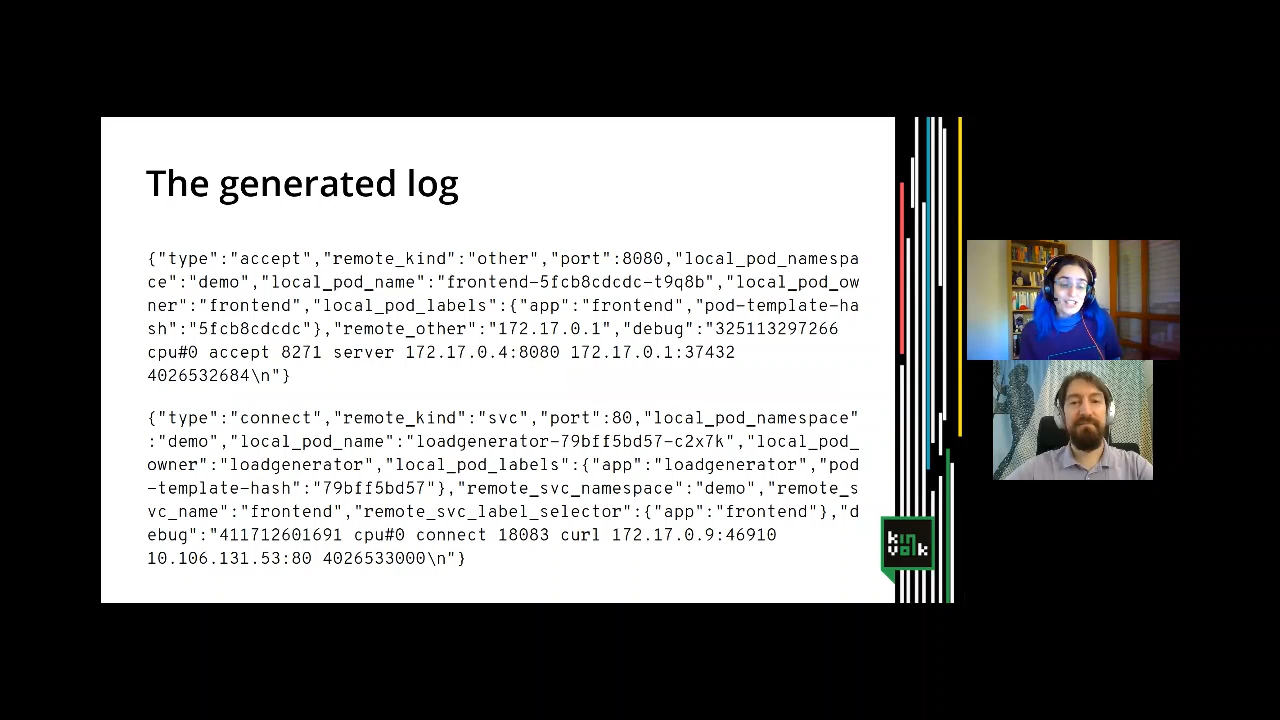 The generated log
{"type":"accept","remote_kind":"other","port":8080,"local_pod_namespa
ce":"demo","local_pod_name":"frontend-5fcb8cdcdc-t9q8b","local_pod_ow
ner":"frontend","local_pod_labels":{"app":"frontend","pod-template-ha
sh":"5fcb8cdcdc"},"remote_other":"172.17.0.1","debug":"325113297266
cpu#0 accept 8271 server 172.17.0.4:8080 172.17.0.1:37432
4026532684\n"}
{"type":"connect","remote_kind":"svc","port":80,"local_pod_namespace"
:"demo","local_pod_name":"loadgenerator-79bff5bd57-c2x7k","local_pod_
owner":"loadgenerator","local_pod_labels":{"app":"loadgenerator","pod
-template-hash":"79bff5bd57"},"remote_svc_namespace":"demo","remote_s
vc_name":"frontend","remote_svc_label_selector":{"app":"frontend"},"d
ebug":"411712601691 cpu#0 connect 18083 curl 172.17.0.9:46910
10.106.131.53:80 4026533000\n"}
kin
volk